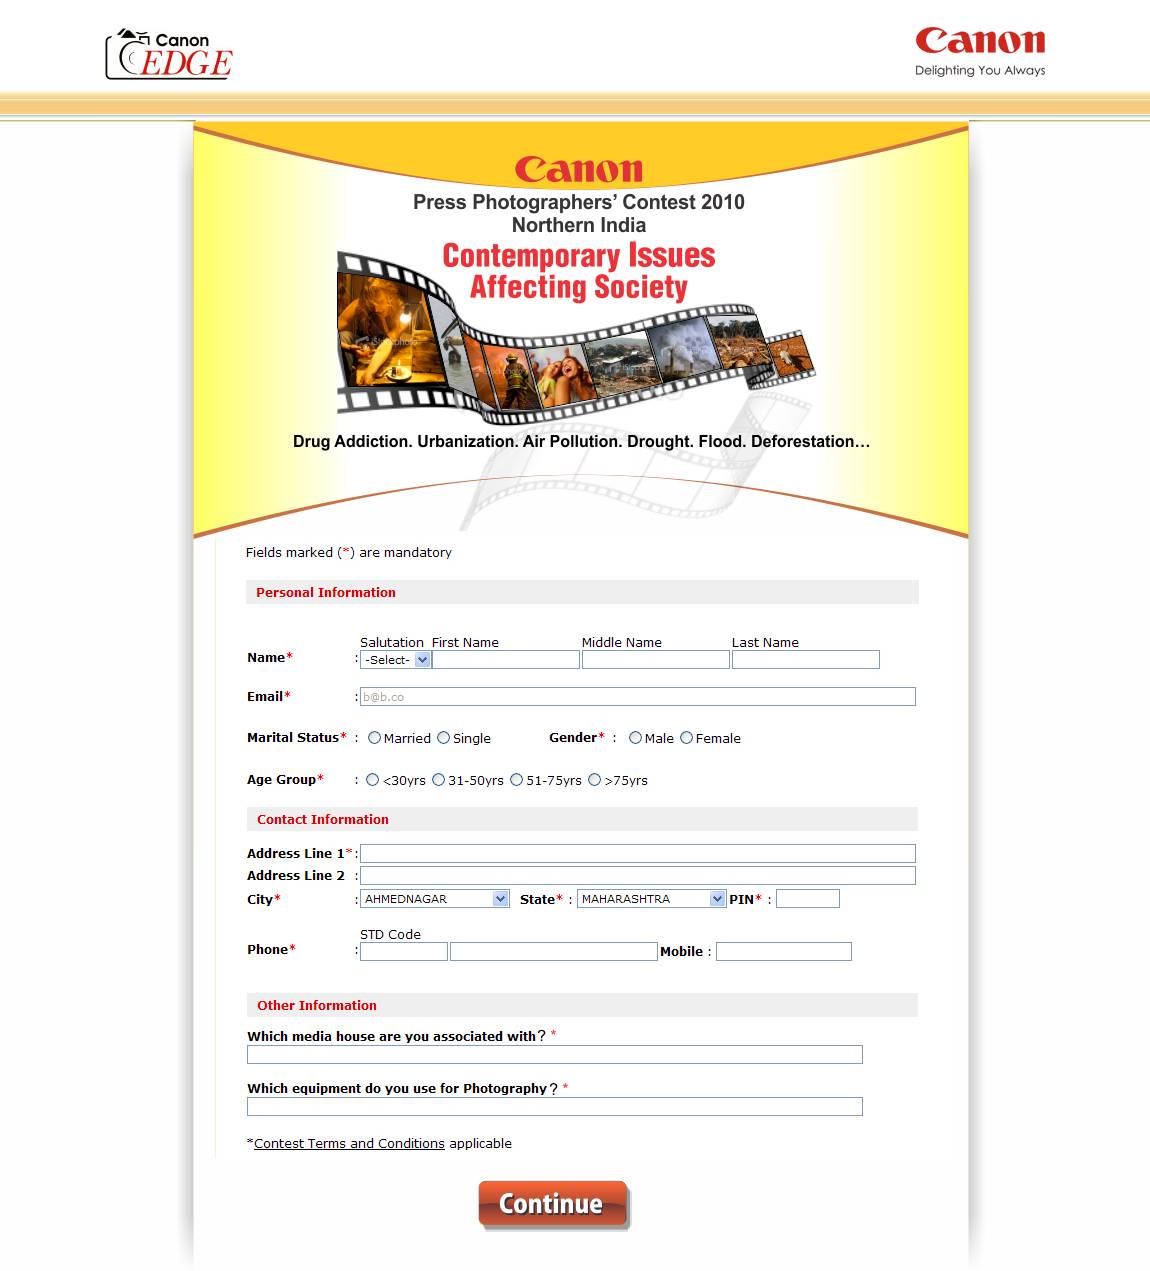 Canon
EDGE
Canon
Delighting You Always
Canon
Press Photographers' Contest 2010
Northern India
Contemporary Issues
Affecting Society
Drug Addiction. Urbanization. Air Pollution. Drought. Flood. Deforestation...
Fields marked (*) are mandatory
Personal Information
Salutation First Name Middle Name Last Name
Name* : -Select-
Email* : b@b.co
Marital Status* : Married Single Gender* : Male Female
Age Group* : <30yrs 31-50yrs 51-75yrs >75yrs
Contact Information
Address Line 1* :
Address Line 2 :
City* : AHMEDNAGAR State* : MAHARASHTRA PIN* :
STD Code
Phone* : Mobile :
Other Information
Which media house are you associated with? *
Which equipment do you use for Photography? *
*Contest Terms and Conditions applicable
Continue